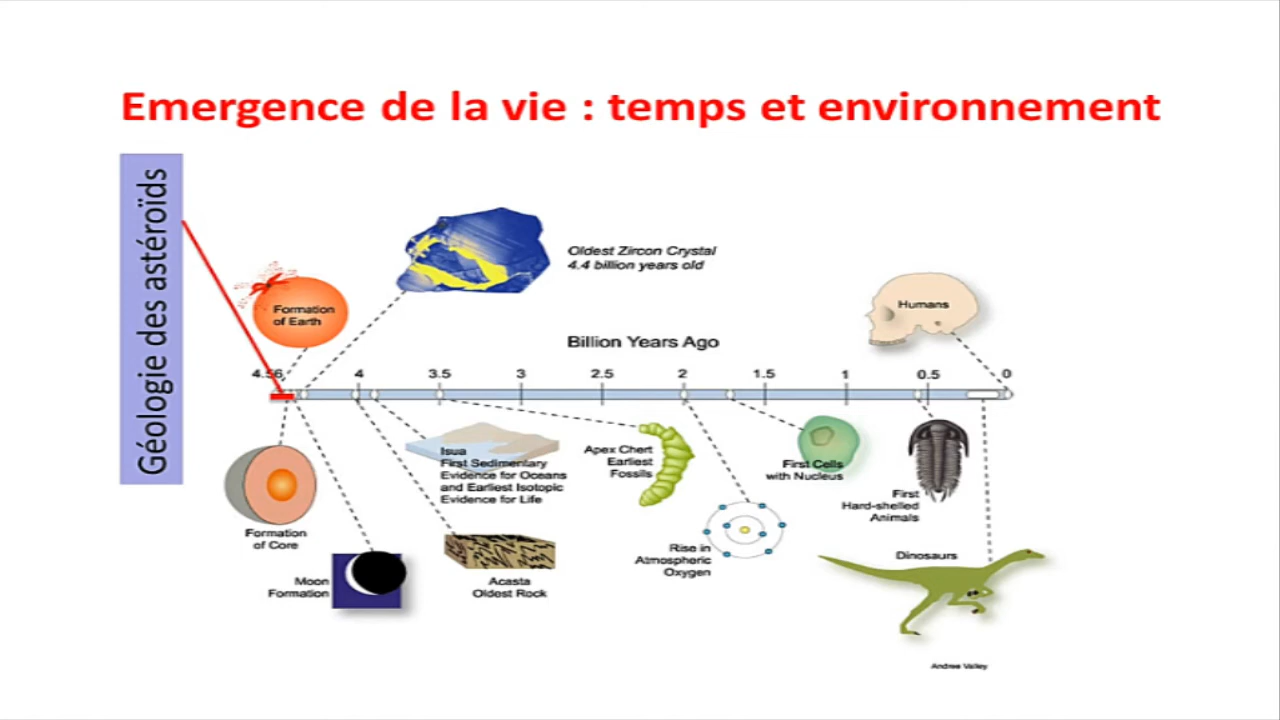 Emergence de la vie : temps et environnement
Géologie des astéroïds
Oldest Zircon Crystal
4.4 billion years old
Formation
of Earth
Humans
Billion Years Ago
4.56 4 3.5 3 2.5 2 1.5 1 0.5 0
Isua
First Sedimentary
Evidence for Oceans
and Earliest Isotopic
Evidence for Life
Apex Chert
Earliest
Fossils
First Cells
with Nucleus
First
Hard-shelled
Animals
Formation
of Core
Moon
Formation
Acasta
Oldest Rock
Rise in
Atmospheric
Oxygen
Dinosaurs
Andree Valley